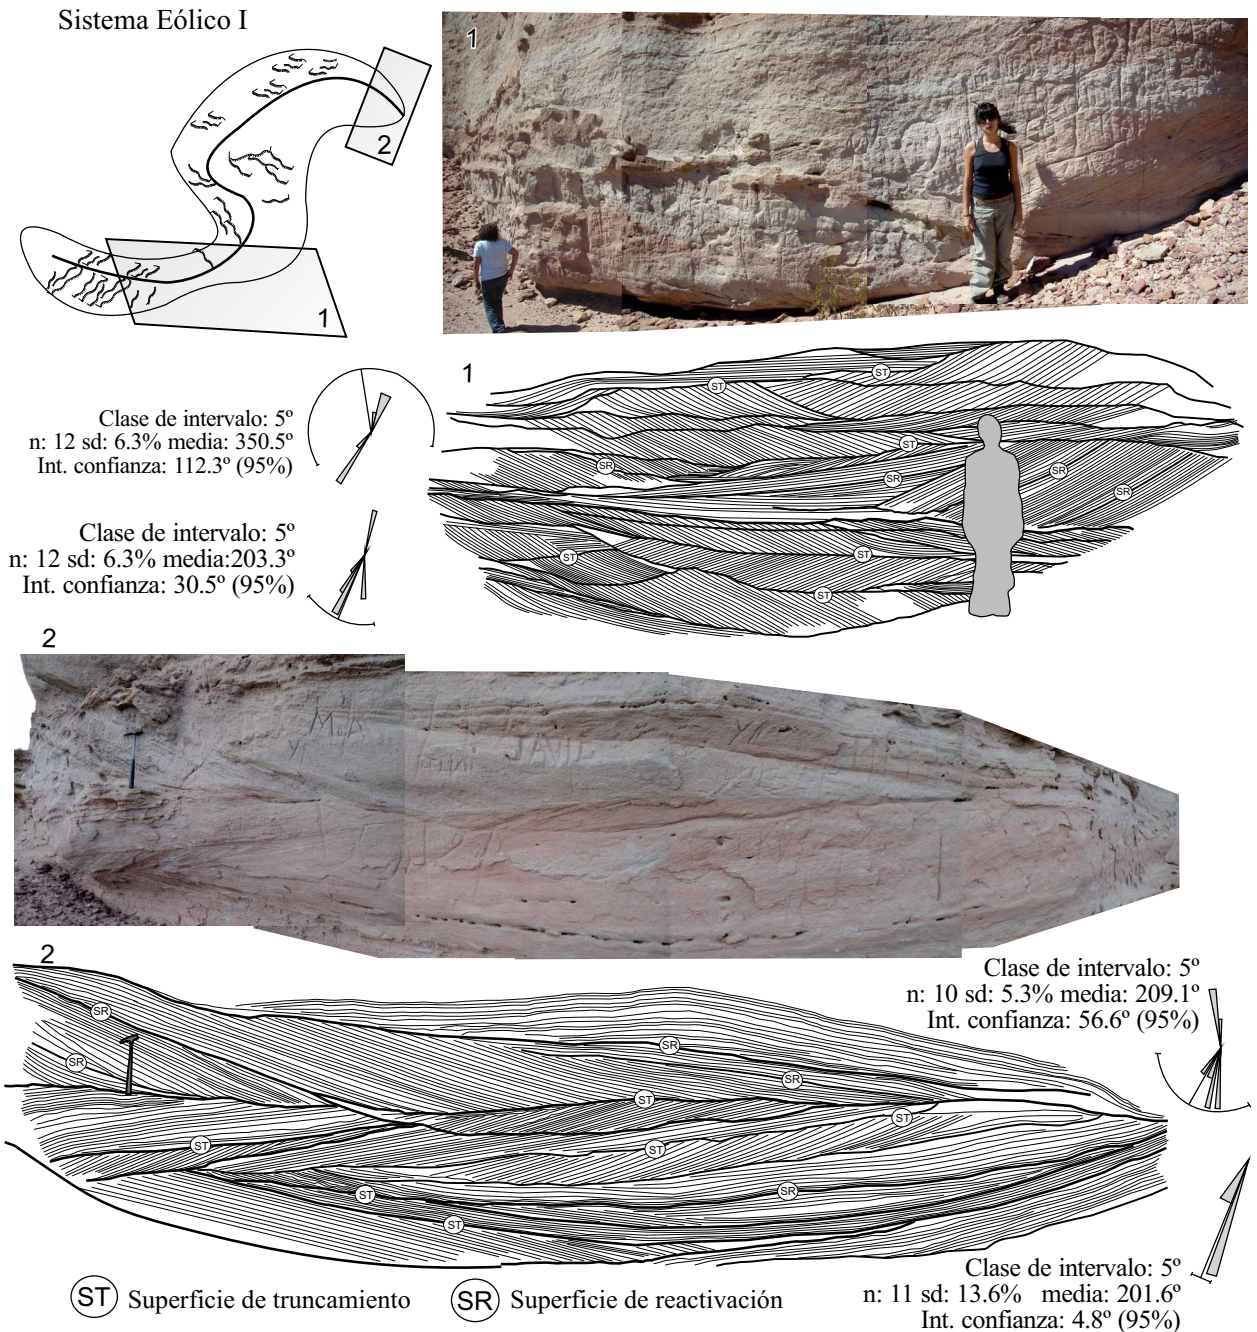 Sistema Eólico I
2
1
1
1
Clase de intervalo: 5º
n: 12 sd: 6.3% media: 350.5º
Int. confianza: 112.3º (95%)
Clase de intervalo: 5º
n: 12 sd: 6.3% media:203.3º
Int. confianza: 30.5º (95%)
ST
ST
ST
SR
SR
SR
SR
ST
ST
ST
2
2
Clase de intervalo: 5º
n: 10 sd: 5.3% media: 209.1º
Int. confianza: 56.6º (95%)
SR
SR
SR
SR
ST
ST
ST
ST
ST
SR
ST
Clase de intervalo: 5º
n: 11 sd: 13.6% media: 201.6º
Int. confianza: 4.8º (95%)
ST Superficie de truncamiento
SR Superficie de reactivación